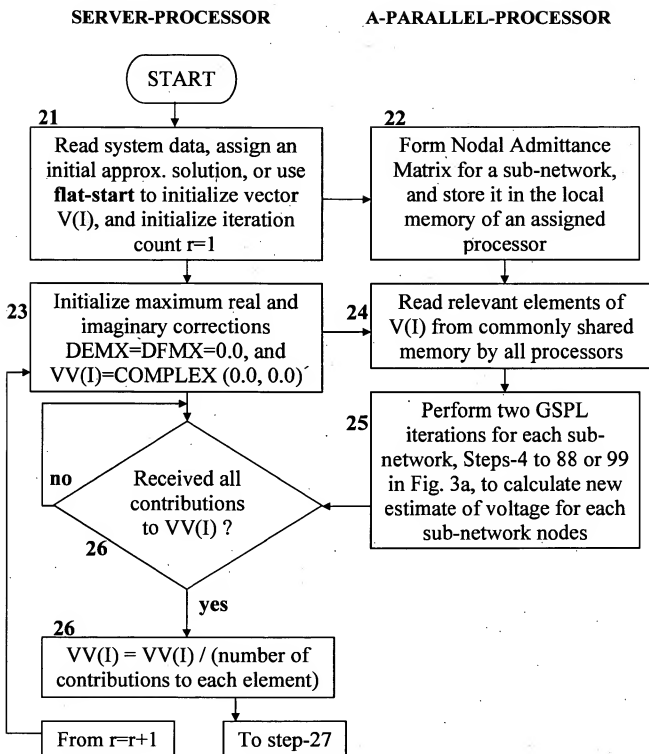 SERVER-PROCESSOR
A-PARALLEL-PROCESSOR
START
21
Read system data, assign an
initial approx. solution, or use
flat-start to initialize vector
V(I), and initialize iteration
count r=1
22
Form Nodal Admittance
Matrix for a sub-network,
and store it in the local
memory of an assigned
processor
23
Initialize maximum real and
imaginary corrections
DEMX=DFMX=0.0, and
VV(I)=COMPLEX (0.0, 0.0)
24
Read relevant elements of
V(I) from commonly shared
memory by all processors
25
Perform two GSPL
iterations for each sub-
network, Steps-4 to 88 or 99
in Fig. 3a, to calculate new
estimate of voltage for each
sub-network nodes
no
Received all
contributions
to VV(I) ?
26
yes
26
VV(I) = VV(I) / (number of
contributions to each element)
From r=r+1
To step-27